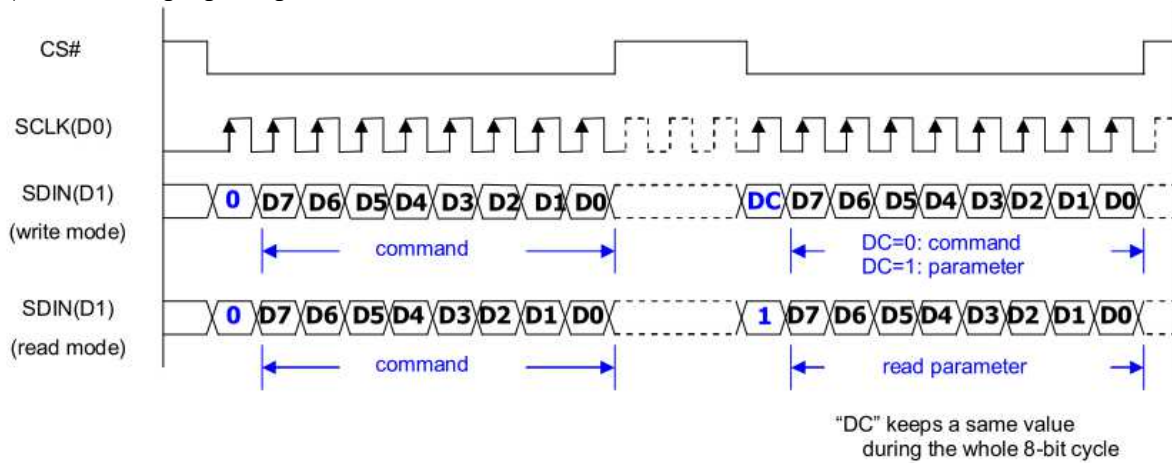 CS#
SCLK(D0)
SDIN(D1)
(write mode)
0 D7 D6 D5 D4 D3 D2 D1 D0
DC D7 D6 D5 D4 D3 D2 D1 D0
command
DC=0: command
DC=1: parameter
SDIN(D1)
(read mode)
0 D7 D6 D5 D4 D3 D2 D1 D0
1 D7 D6 D5 D4 D3 D2 D1 D0
command
read parameter
“DC” keeps a same value
during the whole 8-bit cycle